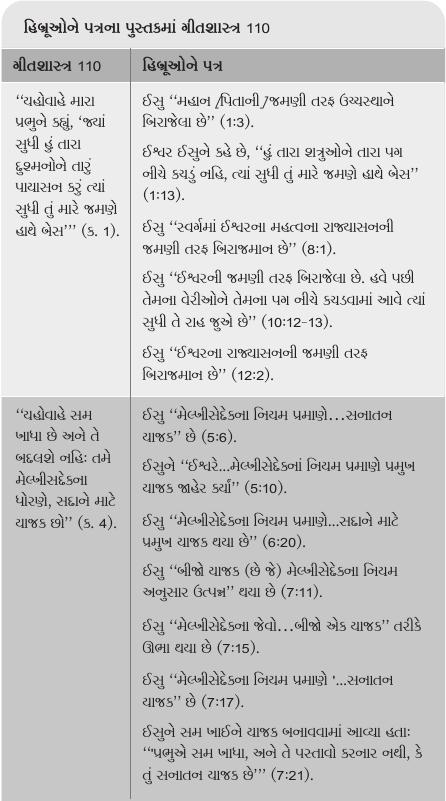 હિબ્રૂઓને પત્રના પુસ્તકમાં ગીતશાસ્ત્ર 110
ગીતશાસ્ત્ર 110
“યહોવાહે મારા
પ્રભુને કહ્યું, ‘જ્યાં
સુધી હું તારા
દુશ્મનોને તારું
પાયાસન કરું ત્યાં
સુધી તું મારે જમણે
હાથે બેસ’” (ક. 1).
હિબ્રૂઓને પત્ર
ઈસુ “મહાન [પિતાની] જમણી તરફ ઉચ્ચસ્થાને
બિરાજેલા છે” (1:3).
ઈશ્વર ઈસુને કહે છે, “હું તારા શત્રુઓને તારા પગ
નીચે કચડું નહિ, ત્યાં સુધી તું મારે જમણે હાથે બેસ”
(1:13).
ઈસુ “સ્વર્ગમાં ઈશ્વરના મહત્વના રાજ્યાસનની
જમણી તરફ બિરાજમાન છે” (8:1).
ઈસુ “ઈશ્વરની જમણી તરફ બિરાજેલા છે. હવે પછી
તેમના વેરીઓને તેમના પગ નીચે કચડવામાં આવે ત્યાં
સુધી તે રાહ જુએ છે” (10:12-13).
ઈસુ “ઈશ્વરના રાજ્યાસનની જમણી તરફ
બિરાજમાન છે” (12:2).
“યહોવાહે સમ
ખાધા છે અને તે
બદલશે નહિઃ તમે
મેલ્ખીસદેકના
ધોરણે, સદાને માટે
યાજક છો” (ક. 4).
ઈસુ “મેલ્ખીસેદેકના નિયમ પ્રમાણે...સનાતન
યાજક” છે (5:6).
ઈસુને “ઈશ્વરે...મેલ્ખીસેદેકનાં નિયમ પ્રમાણે પ્રમુખ
યાજક જાહેર કર્યાં” (5:10).
ઈસુ “મેલ્ખીસેદેકના નિયમ પ્રમાણે...સદાને માટે
પ્રમુખ યાજક થયા છે” (6:20).
ઈસુ “બીજો યાજક (છે જે) મેલ્ખીસેદેકના નિયમ
અનુસાર ઉત્પન્ન” થયા છે (7:11).
ઈસુ “મેલ્ખીસેદેકના જેવો...બીજો એક યાજક” તરીકે
ઊભા થયા છે (7:15).
ઈસુ “મેલ્ખીસેદેકના નિયમ પ્રમાણે '...સનાતન
યાજક” છે (7:17).
ઈસુને સમ ખાઈને યાજક બનાવવામાં આવ્યા હતાઃ
“‘પ્રભુએ સમ ખાધા, અને તે પસ્તાવો કરનાર નથી, કે
તું સનાતન યાજક છે’” (7:21).